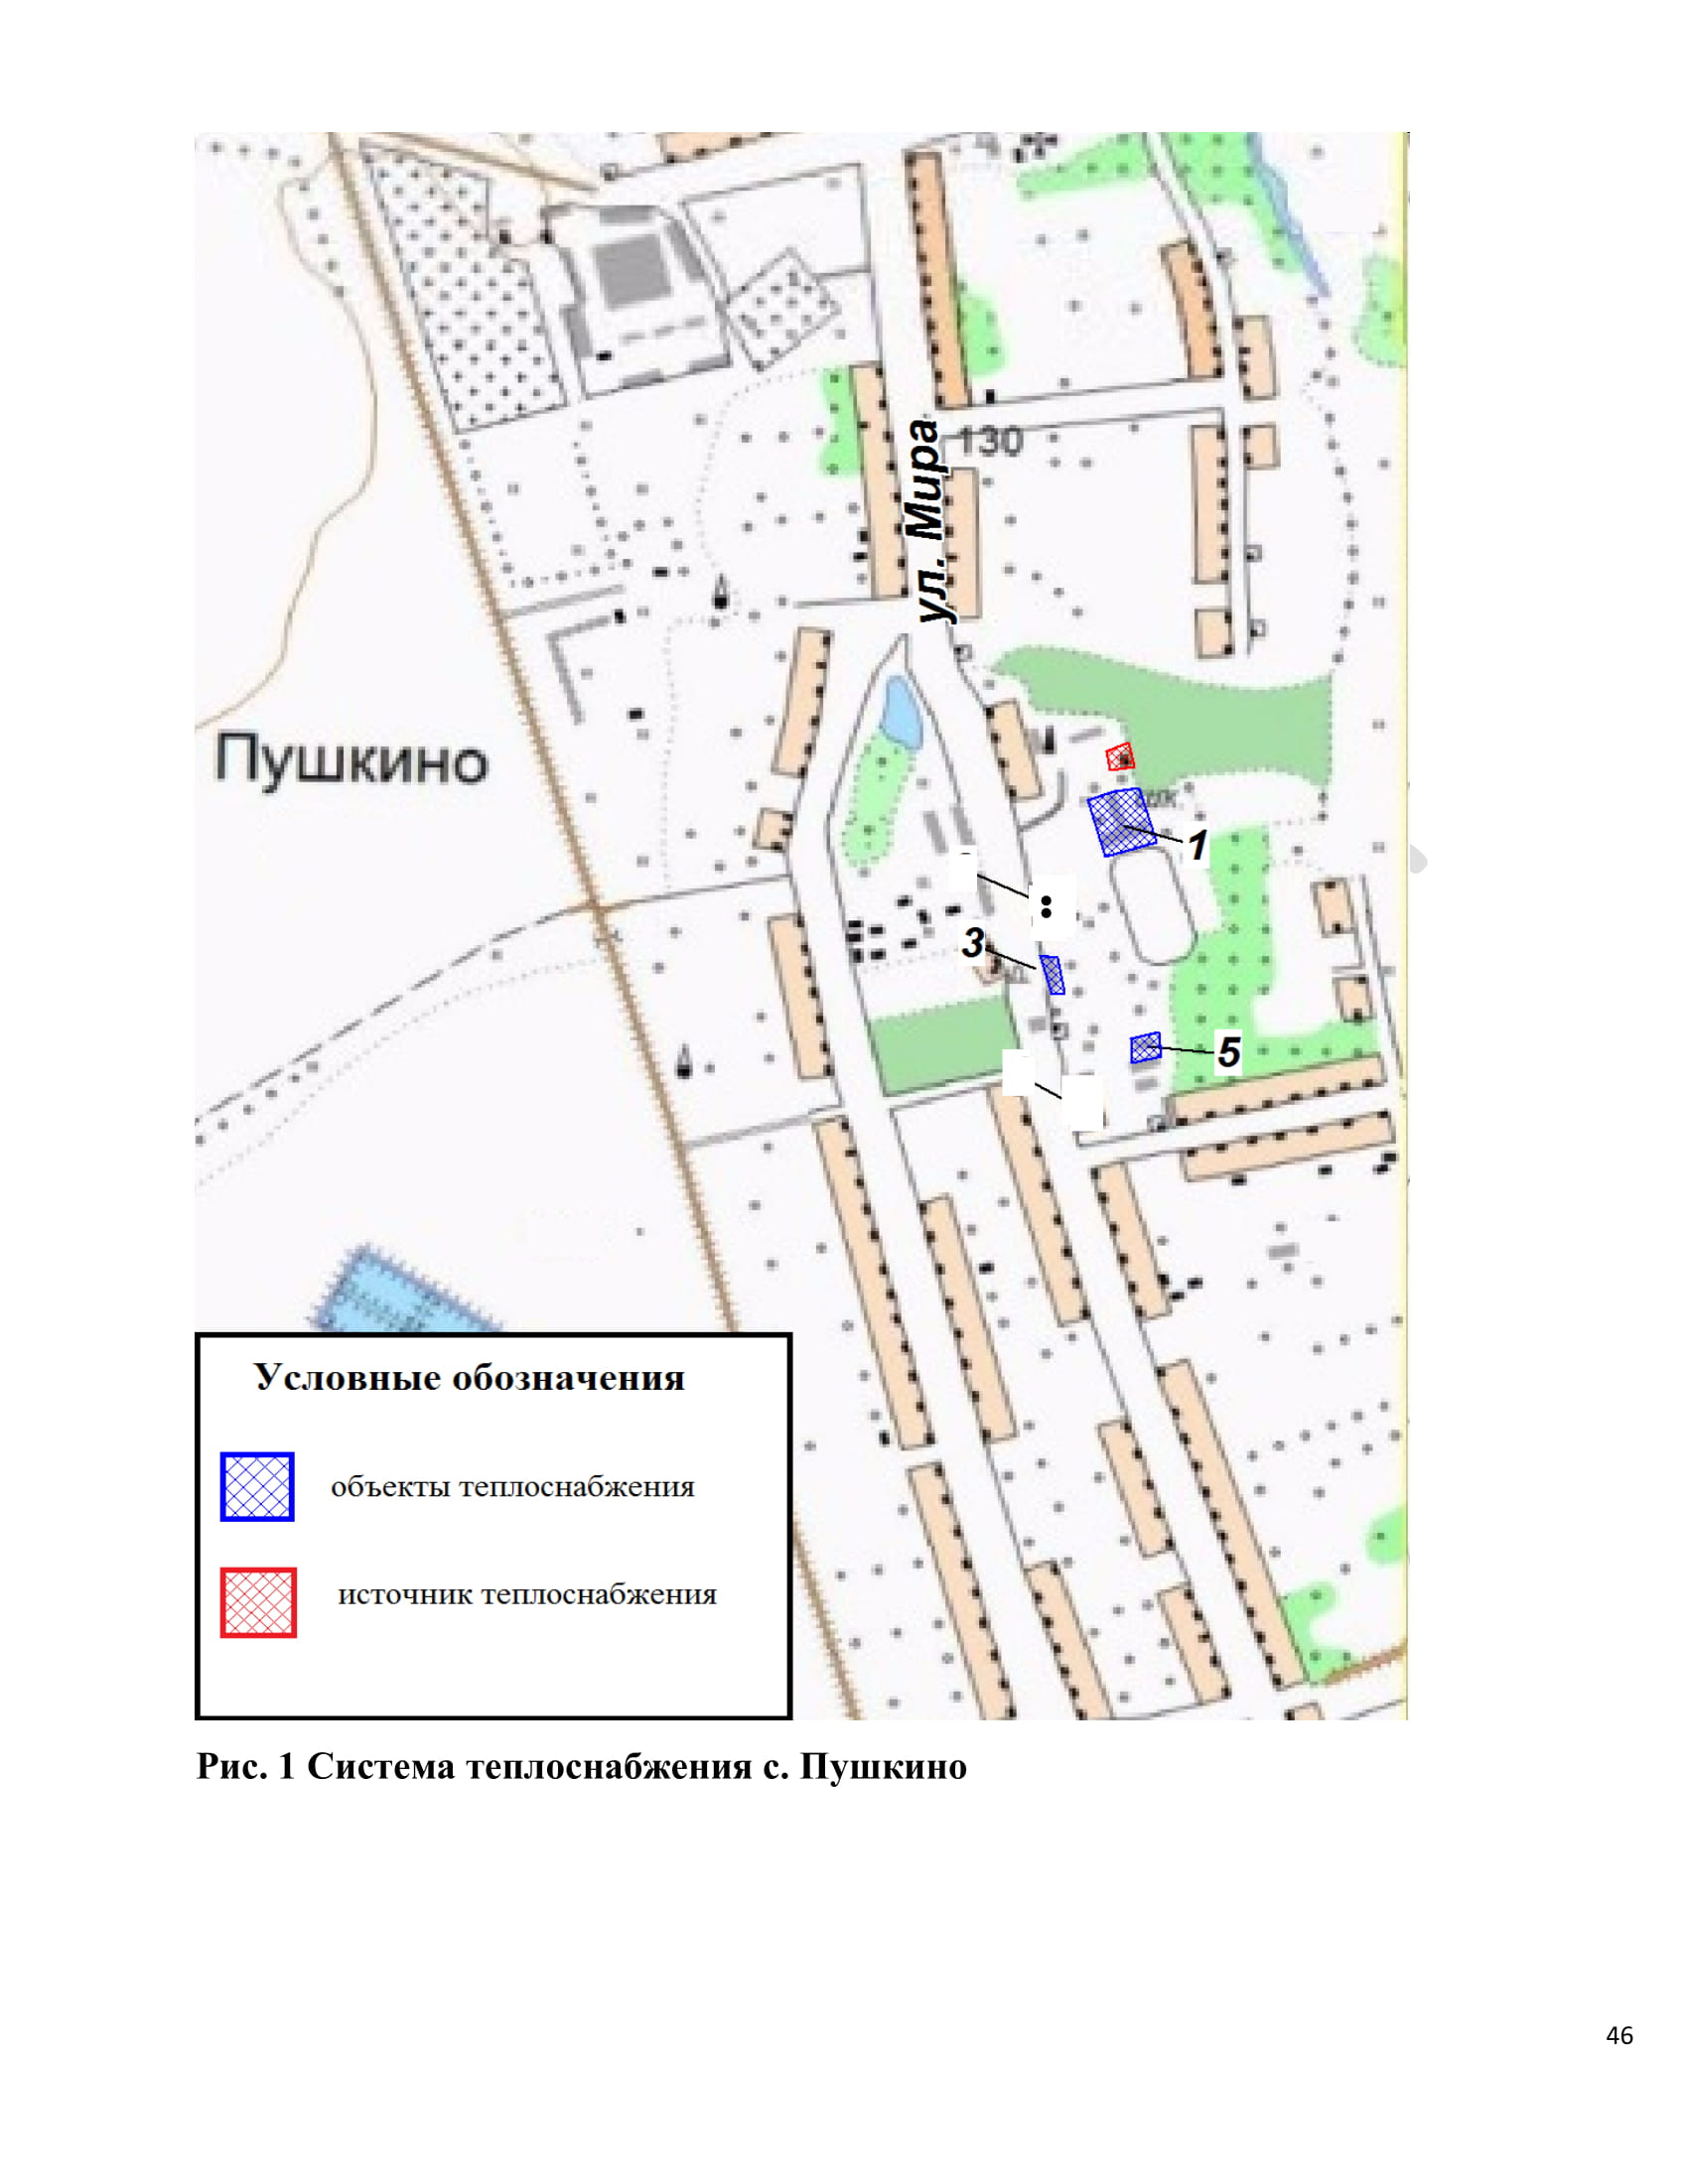 ул. Мира
130
Пушкино
шк.
1
3
5
Условные обозначения
объекты теплоснабжения
источник теплоснабжения
Рис. 1 Система теплоснабжения с. Пушкино
46